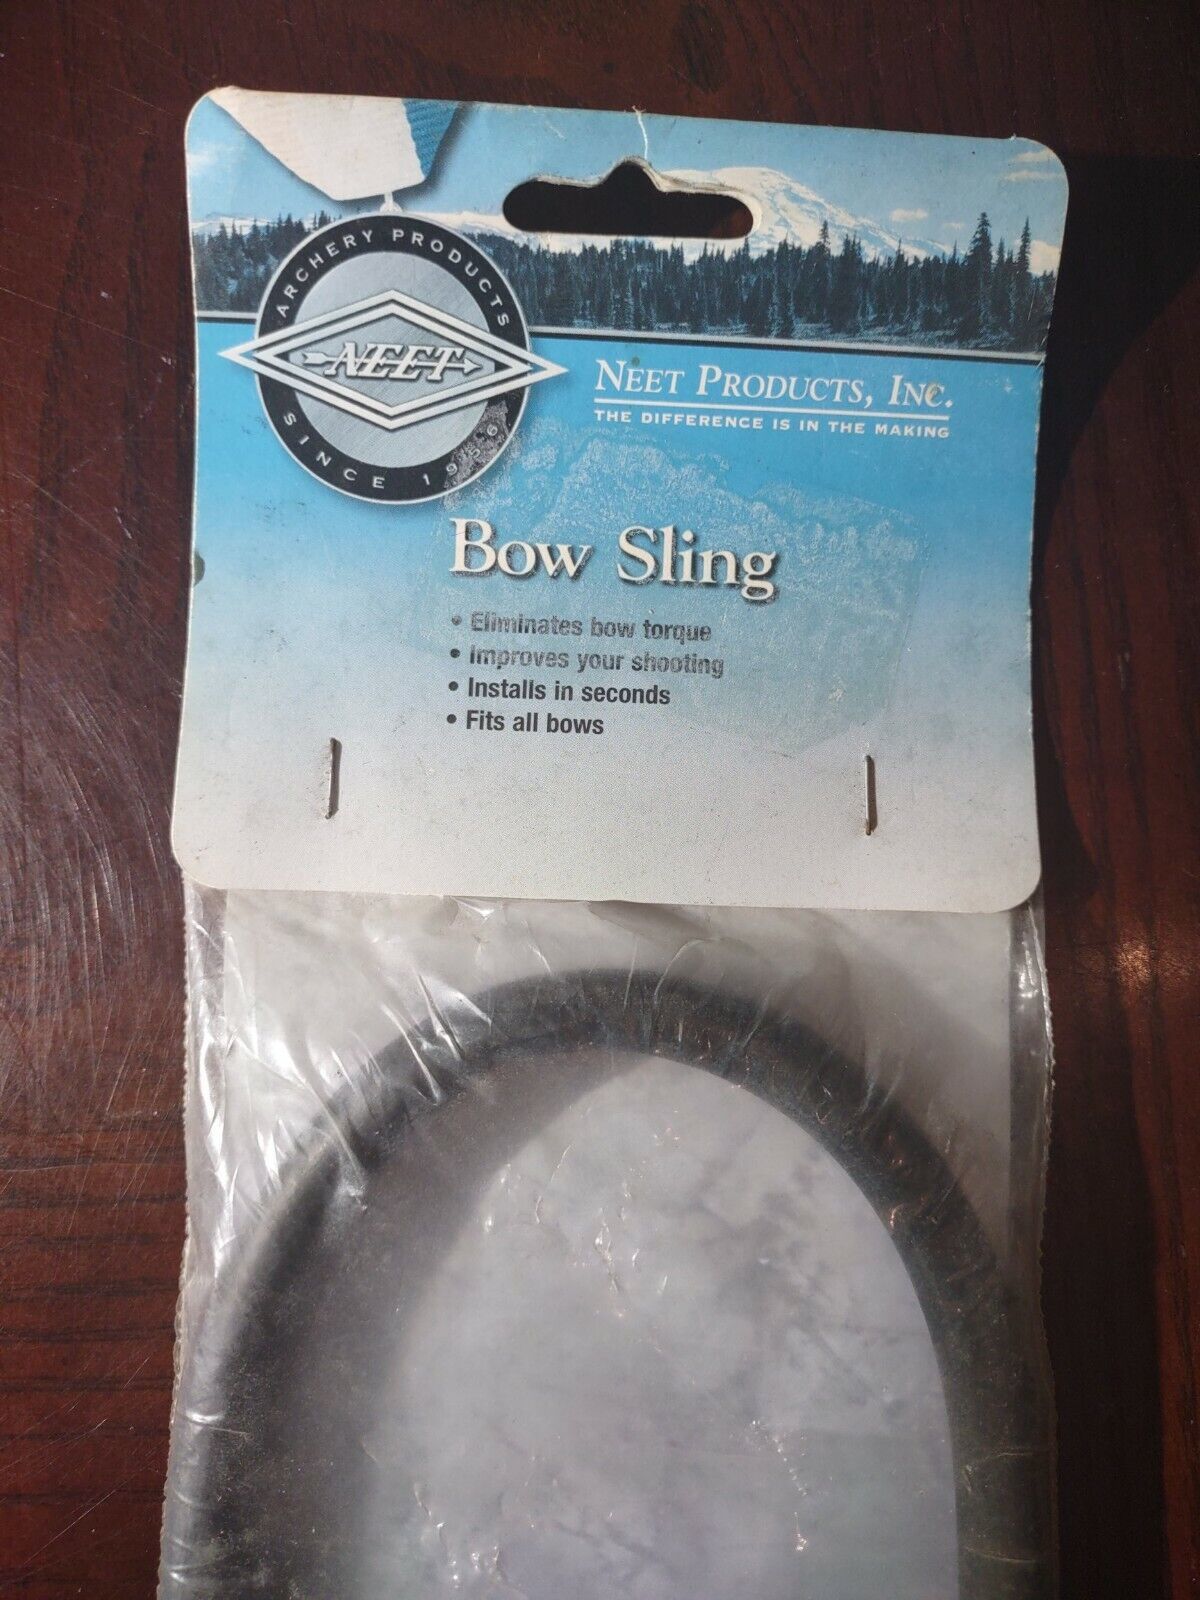 ARCHERY PRODUCTS
NEET
SINCE 1956
NEET PRODUCTS, INC.
THE DIFFERENCE IS IN THE MAKING
Bow Sling
• Eliminates bow torque
• Improves your shooting
• Installs in seconds
• Fits all bows